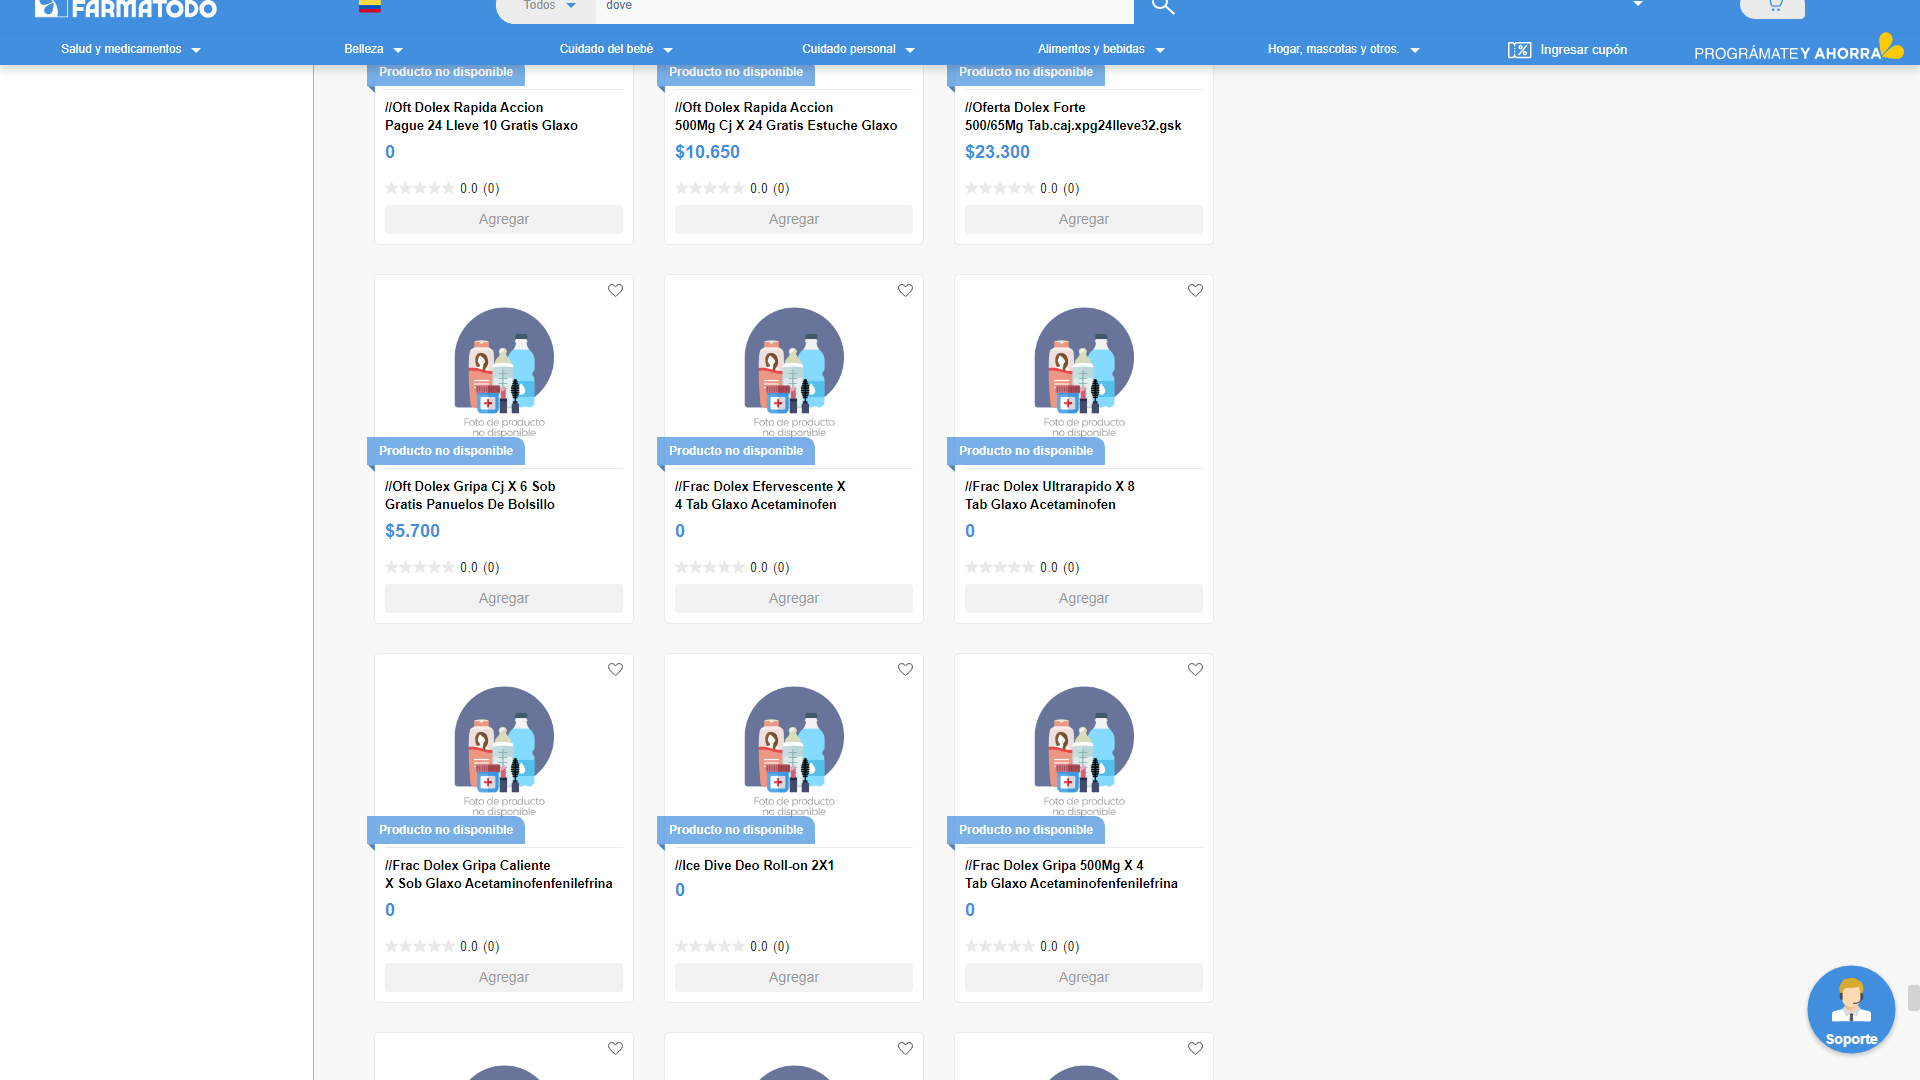 FARMATODO
Todos
dove
Salud y medicamentos
Belleza
Cuidado del bebé
Cuidado personal
Alimentos y bebidas
Hogar, mascotas y otros.
Ingresar cupón
PROGRÁMATE Y AHORRA
Producto no disponible
Producto no disponible
Producto no disponible
//Oft Dolex Rapida Accion
Pague 24 Lleve 10 Gratis Glaxo
0
0.0 (0)
Agregar
//Oft Dolex Rapida Accion
500Mg Cj X 24 Gratis Estuche Glaxo
$10.650
0.0 (0)
Agregar
//Oferta Dolex Forte
500/65Mg Tab.caj.xpg24lleve32.gsk
$23.300
0.0 (0)
Agregar
Foto de producto
no disponible
Producto no disponible
//Oft Dolex Gripa Cj X 6 Sob
Gratis Panuelos De Bolsillo
$5.700
0.0 (0)
Agregar
Foto de producto
no disponible
Producto no disponible
//Frac Dolex Efervescente X
4 Tab Glaxo Acetaminofen
0
0.0 (0)
Agregar
Foto de producto
no disponible
Producto no disponible
//Frac Dolex Ultrarapido X 8
Tab Glaxo Acetaminofen
0
0.0 (0)
Agregar
Foto de producto
no disponible
Producto no disponible
//Frac Dolex Gripa Caliente
X Sob Glaxo Acetaminofenfenilefrina
0
0.0 (0)
Agregar
Foto de producto
no disponible
Producto no disponible
//Ice Dive Deo Roll-on 2X1
0
0.0 (0)
Agregar
Foto de producto
no disponible
Producto no disponible
//Frac Dolex Gripa 500Mg X 4
Tab Glaxo Acetaminofenfenilefrina
0
0.0 (0)
Agregar
Soporte